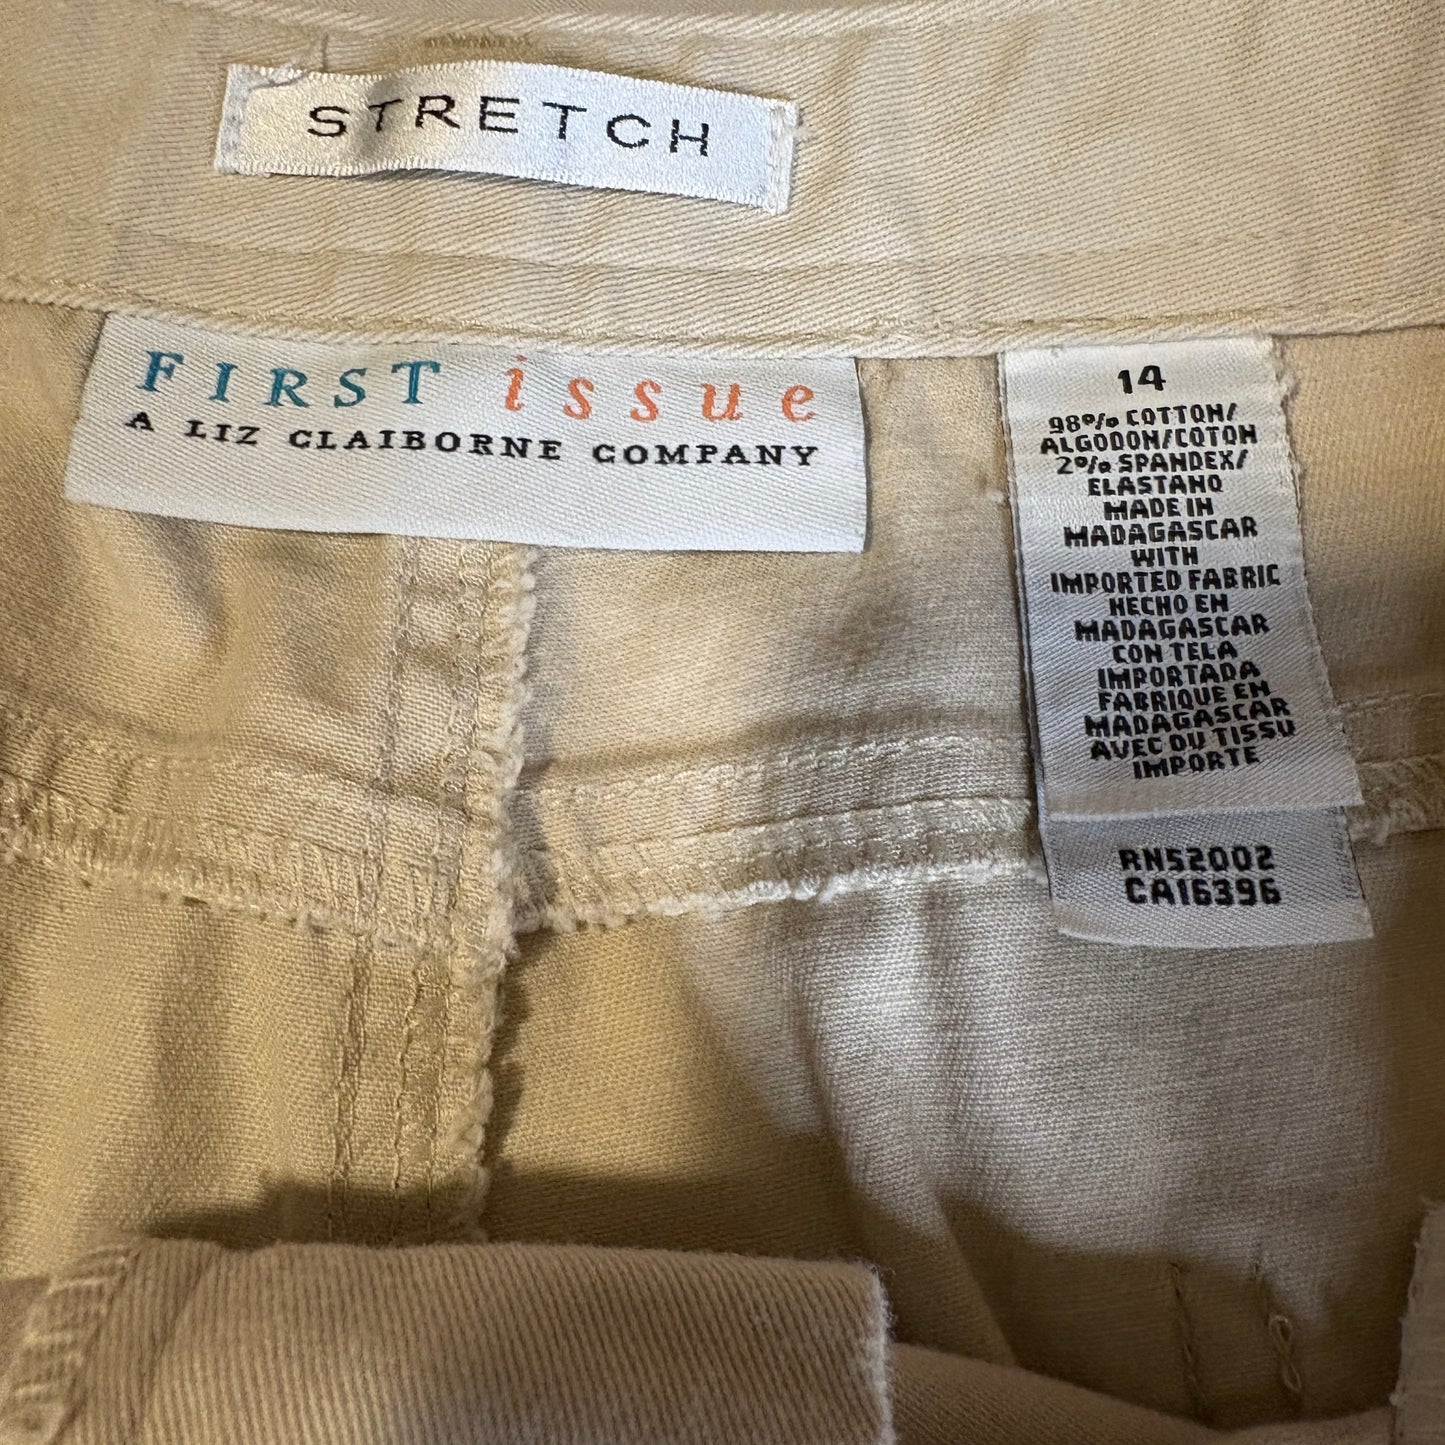 STRETCH
FIRST issue
A LIZ CLAIBORNE COMPANY
14
98% COTTON/
ALGODON/COTON
2% SPANDEX/
ELASTANO
MADE IN
MADAGASCAR
WITH
IMPORTED FABRIC
HECHO EN
MADAGASCAR
CON TELA
IMPORTADA
FABRIQUE EN
MADAGASCAR
AVEC DU TISSU
IMPORTE
RN52002
CA16396